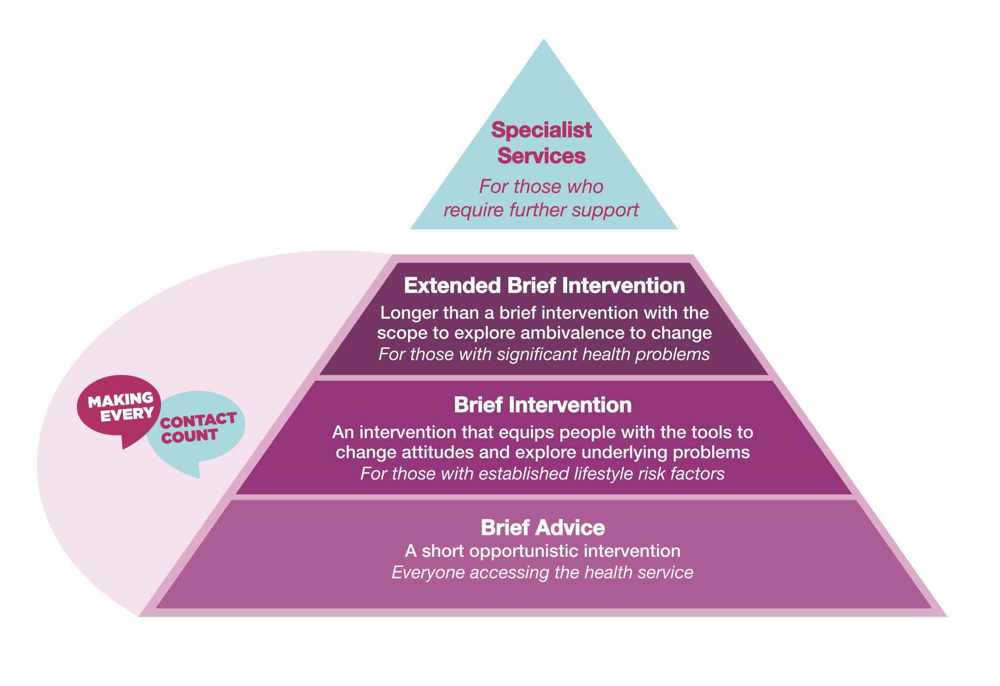 Specialist
Services
For those who
require further support
Extended Brief Intervention
Longer than a brief intervention with the
scope to explore ambivalence to change
For those with significant health problems
MAKING
EVERY
CONTACT
COUNT
Brief Intervention
An intervention that equips people with the tools to
change attitudes and explore underlying problems
For those with established lifestyle risk factors
Brief Advice
A short opportunistic intervention
Everyone accessing the health service